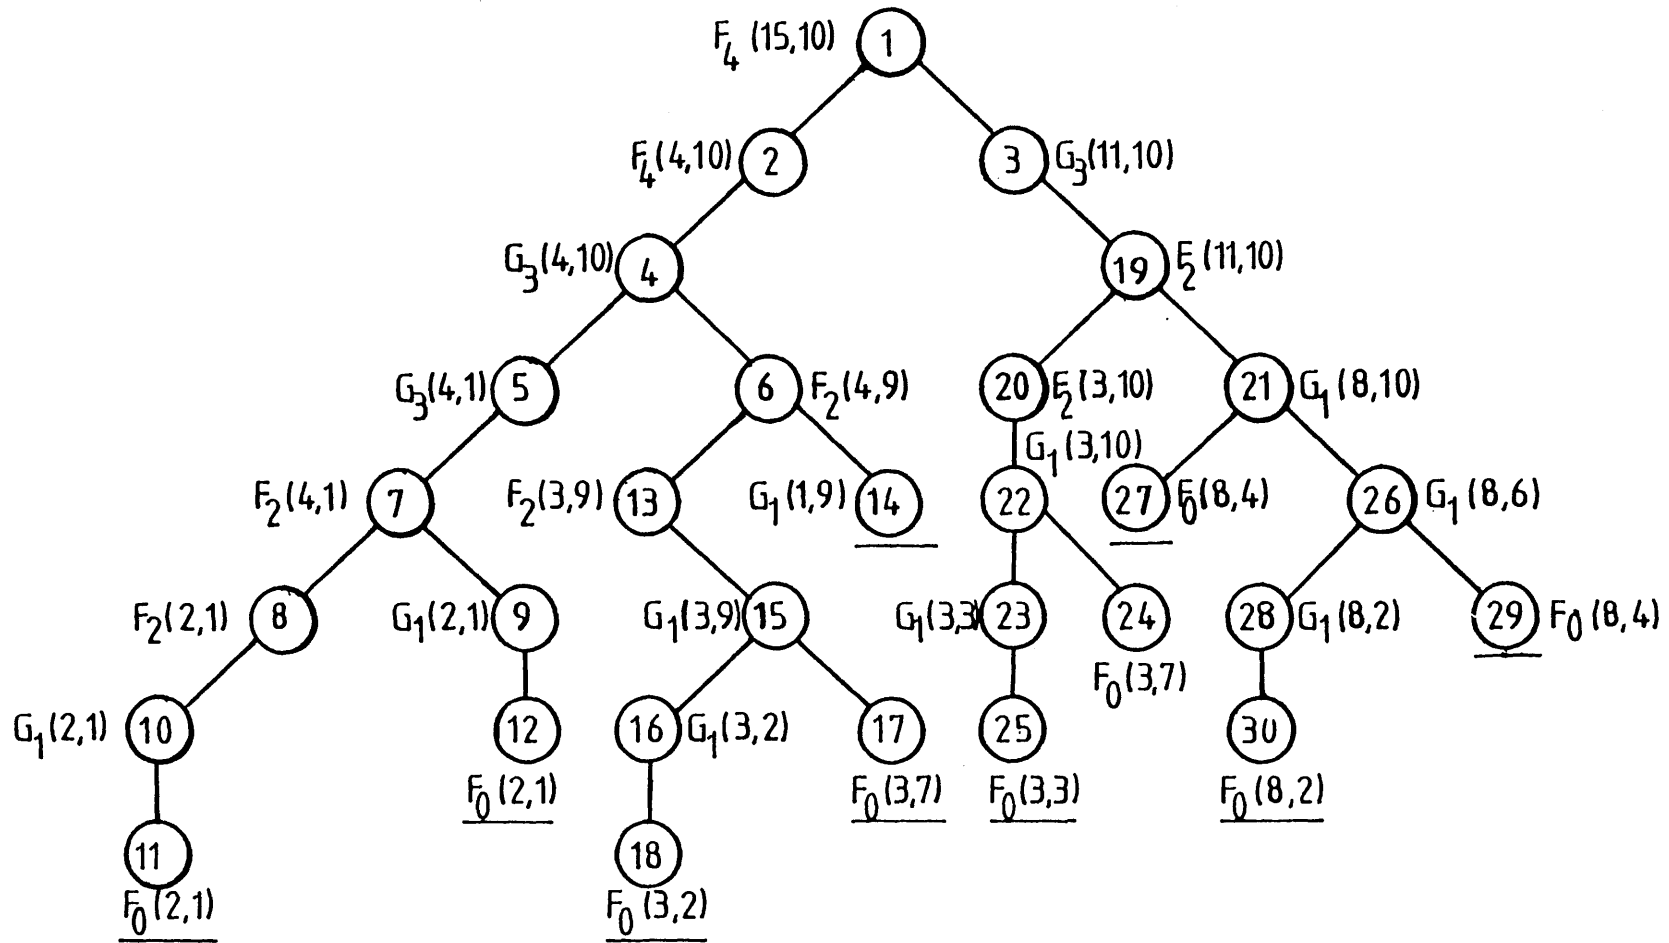 F4 (15,10) 1
F4(4,10) 2 3 G3(11,10)
G3(4,10) 4 19 F2(11,10)
G3(4,1) 5 6 F2(4,9) 20 F2(3,10) 21 G1(8,10)
G1(3,10)
F2(4,1) 7 F2(3,9) 13 G1(1,9) 14 22 27 F0(8,4) 26 G1(8,6)
F2(2,1) 8 G1(2,1) 9 G1(3,9) 15 G1(3,3) 23 24 28 G1(8,2) 29 F0(8,4)
F0(3,7)
G1(2,1) 10 12 16 G1(3,2) 17 25 30
F0(2,1) F0(3,7) F0(3,3) F0(8,2)
11 18
F0(2,1) F0(3,2)